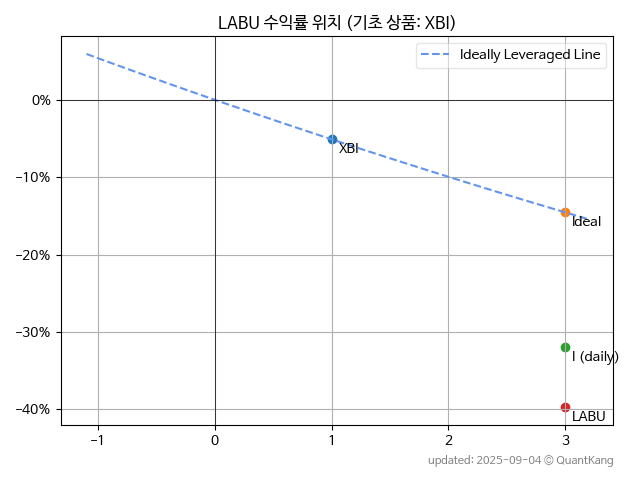 LABU 수익률 위치 (기초 상품: XBI)
Ideally Leveraged Line
0%
−10%
−20%
−30%
−40%
XBI
Ideal
I (daily)
LABU
−1
0
1
2
3
updated: 2025-09-04 © QuantKang